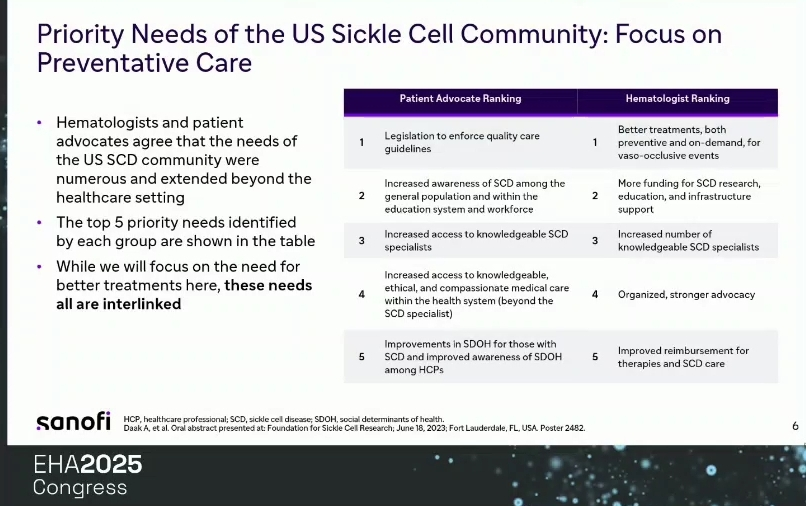 Priority Needs of the US Sickle Cell Community: Focus on
Preventative Care
• Hematologists and patient
advocates agree that the needs of
the US SCD community were
numerous and extended beyond the
healthcare setting
• The top 5 priority needs identified
by each group are shown in the table
• While we will focus on the need for
better treatments here, these needs
all are interlinked
Patient Advocate Ranking
Hematologist Ranking
1
Legislation to enforce quality care
guidelines
1
Better treatments, both
preventive and on-demand, for
vaso-occlusive events
2
Increased awareness of SCD among the
general population and within the
education system and workforce
2
More funding for SCD research,
education, and infrastructure
support
3
Increased access to knowledgeable SCD
specialists
3
Increased number of
knowledgeable SCD specialists
4
Increased access to knowledgeable,
ethical, and compassionate medical care
within the health system (beyond the
SCD specialist)
4
Organized, stronger advocacy
5
Improvements in SDOH for those with
SCD and improved awareness of SDOH
among HCPs
5
Improved reimbursement for
therapies and SCD care
sanofi
HCP, healthcare professional; SCD, sickle cell disease; SDOH, social determinants of health.
Daak A, et al. Oral abstract presented at: Foundation for Sickle Cell Research; June 18, 2023; Fort Lauderdale, FL, USA. Poster 2482.
6
EHA2025
Congress